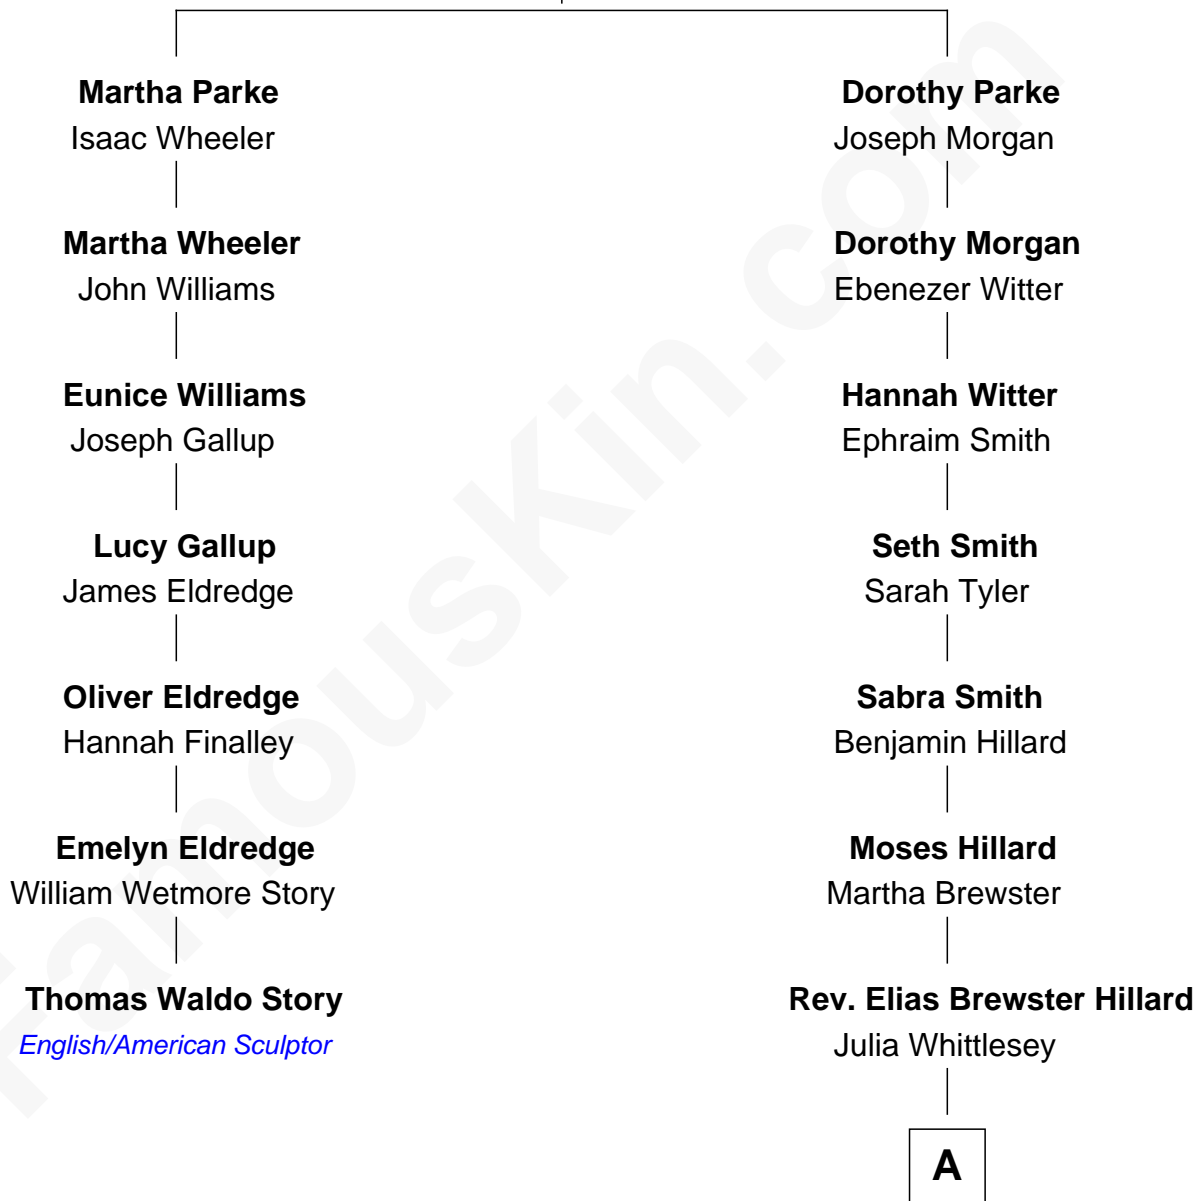 Martha Parke
Isaac Wheeler
Martha Wheeler
John Williams
Eunice Williams
Joseph Gallup
Lucy Gallup
James Eldredge
Oliver Eldredge
Hannah Finalley
Emelyn Eldredge
William Wetmore Story
Thomas Waldo Story
English/American Sculptor
Dorothy Parke
Joseph Morgan
Dorothy Morgan
Ebenezer Witter
Hannah Witter
Ephraim Smith
Seth Smith
Sarah Tyler
Sabra Smith
Benjamin Hillard
Moses Hillard
Martha Brewster
Rev. Elias Brewster Hillard
Julia Whittlesey
A
FamousKin.com